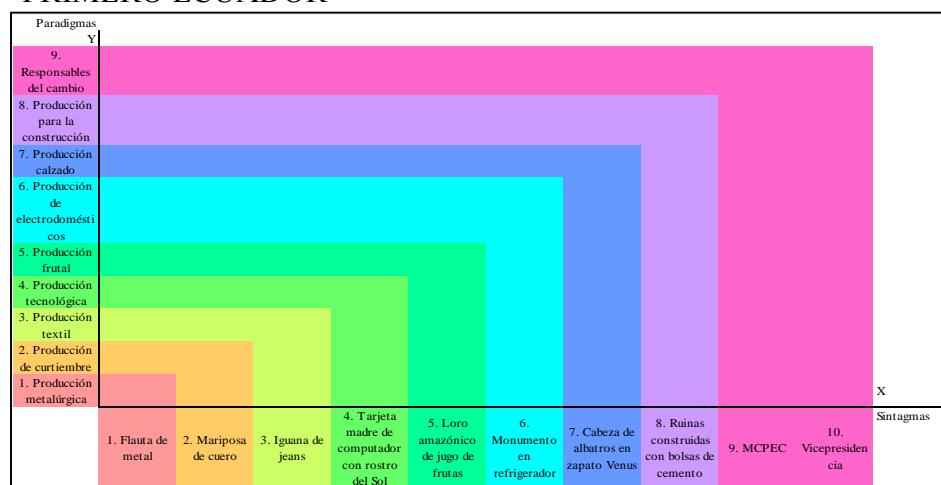 PRIMERO ECUADOR
Paradigmas
Y
9.
Responsables
del cambio
8. Producción
para la
construcción
7. Producción
calzado
6. Producción
de
electrodomésti
cos
5. Producción
frutal
4. Producción
tecnológica
3. Producción
textil
2. Producción
de curtiembre
1. Producción
metalúrgica
X
Sintagmas
1. Flauta de
metal
2. Mariposa
de cuero
3. Iguana de
jeans
4. Tarjeta
madre de
computador
con rostro
del Sol
5. Loro
amazónico
de jugo de
frutas
6.
Monumento
en
refrigerador
7. Cabeza de
albatros en
zapato Venus
8. Ruinas
construidas
con bolsas de
cemento
9. MCPEC
10.
Vicepresiden
cia